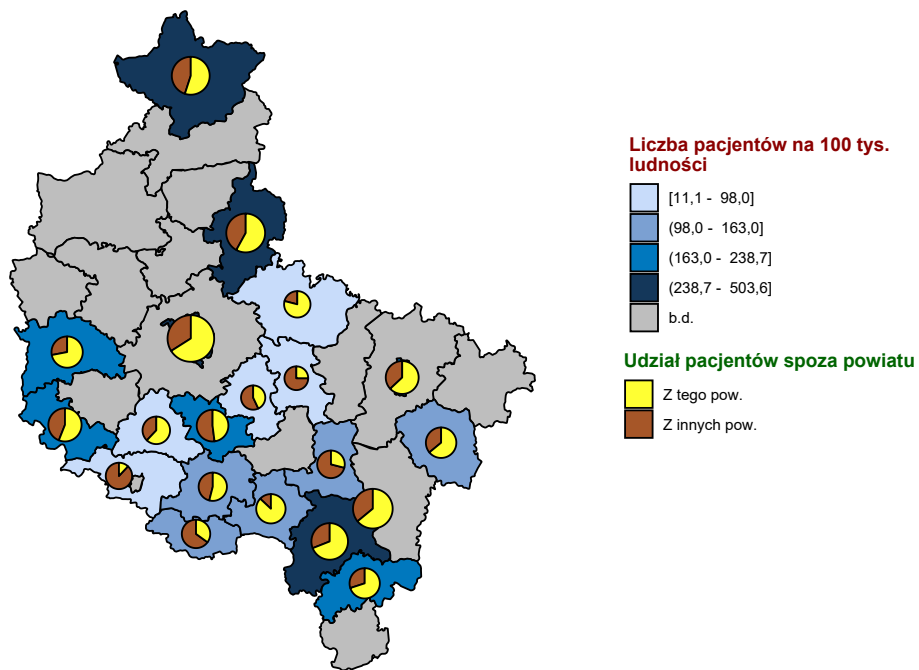 Liczba pacjentów na 100 tys.
ludności
[11,1 - 98,0]
(98,0 - 163,0]
(163,0 - 238,7]
(238,7 - 503,6]
b.d.
Udział pacjentów spoza powiatu
Z tego pow.
Z innych pow.